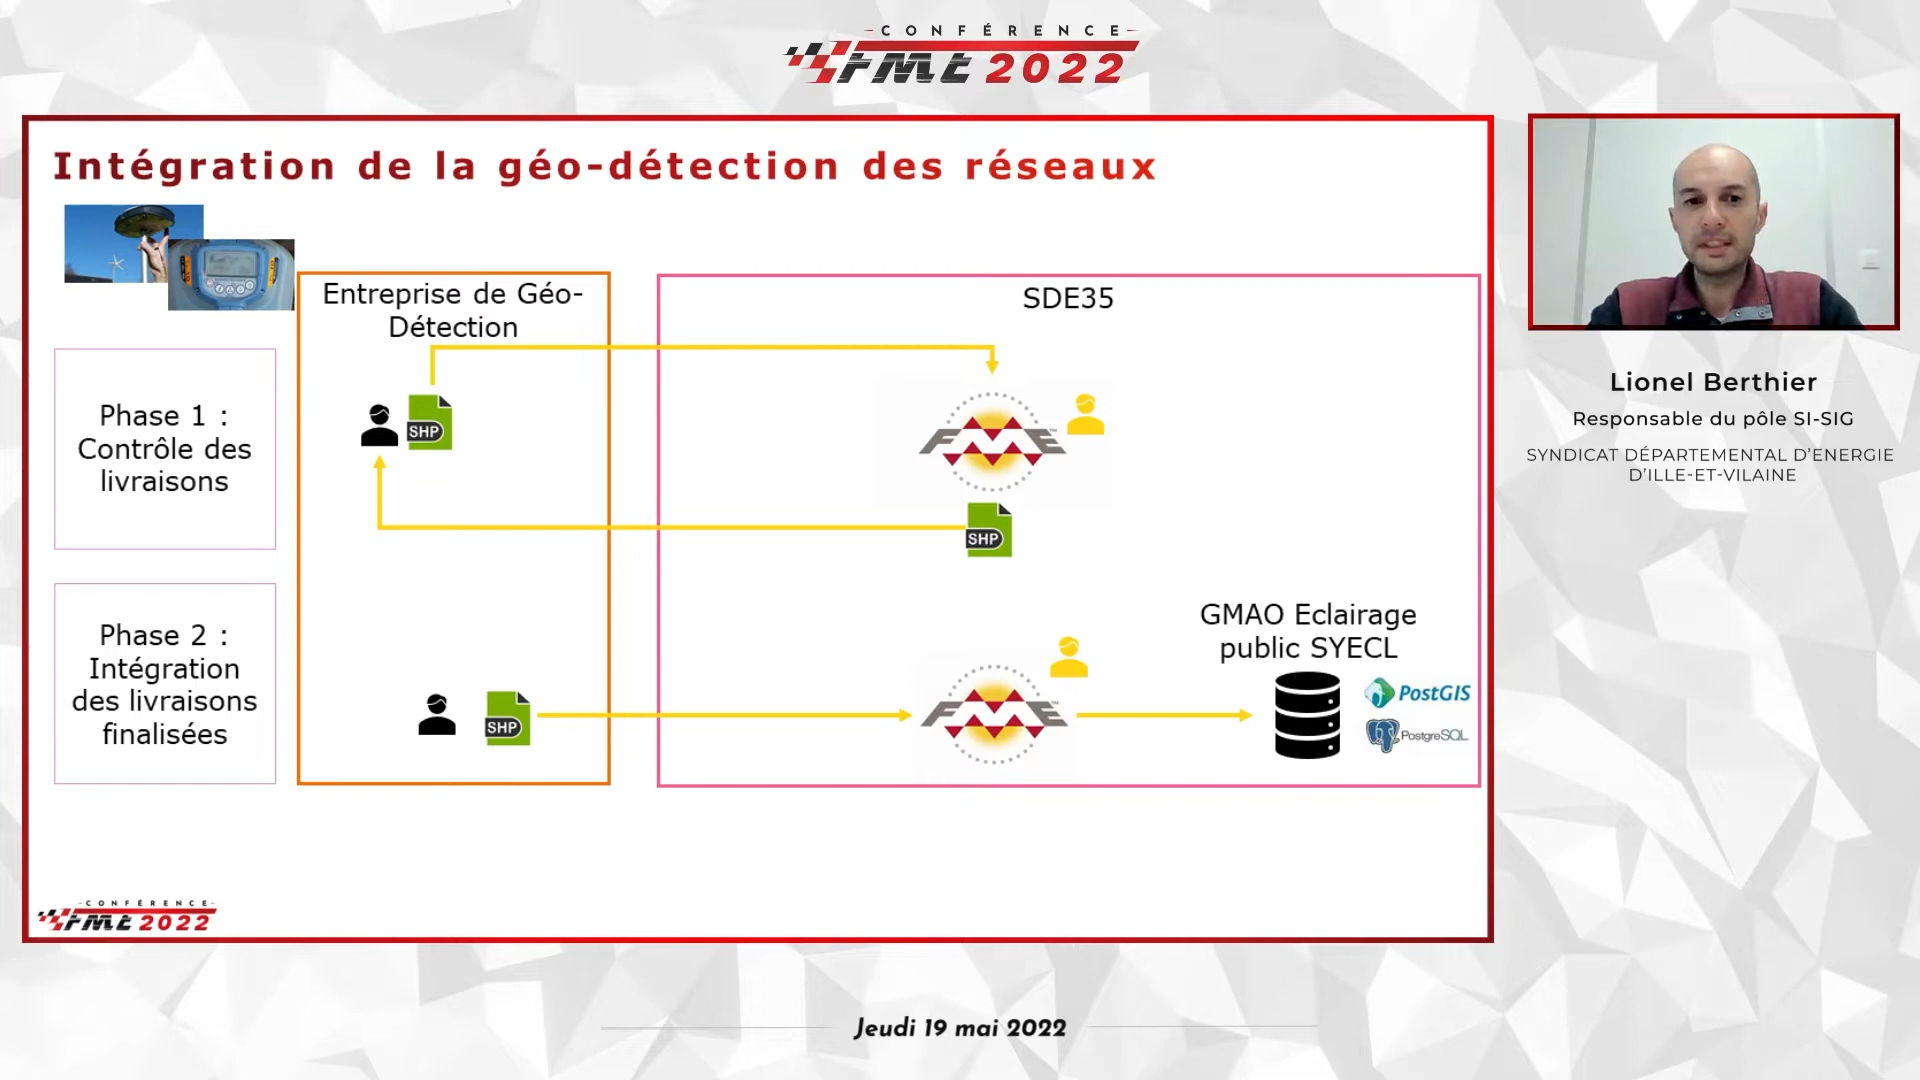 CONFÉRENCE
FME 2022
Intégration de la géo-détection des réseaux
Entreprise de Géo-
Détection
SDE35
Phase 1 :
Contrôle des
livraisons
SHP
FME™
SHP
Phase 2 :
Intégration
des livraisons
finalisées
SHP
FME™
GMAO Eclairage
public SYECL
PostGIS
PostgreSQL
CONFÉRENCE
FME 2022
Lionel Berthier
Responsable du pôle SI-SIG
SYNDICAT DÉPARTEMENTAL D'ENERGIE
D'ILLE-ET-VILAINE
Jeudi 19 mai 2022